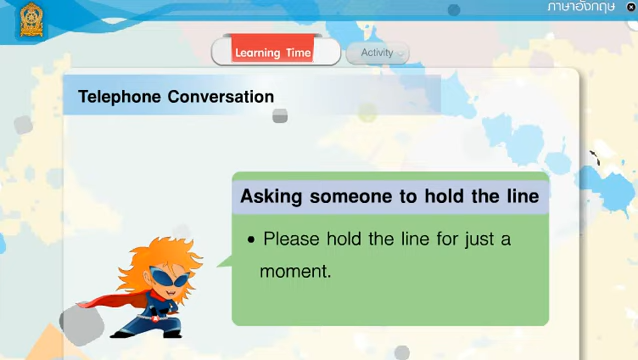 ภาษาอังกฤษ
Learning Time
Activity
Telephone Conversation
Asking someone to hold the line
• Please hold the line for just a
moment.